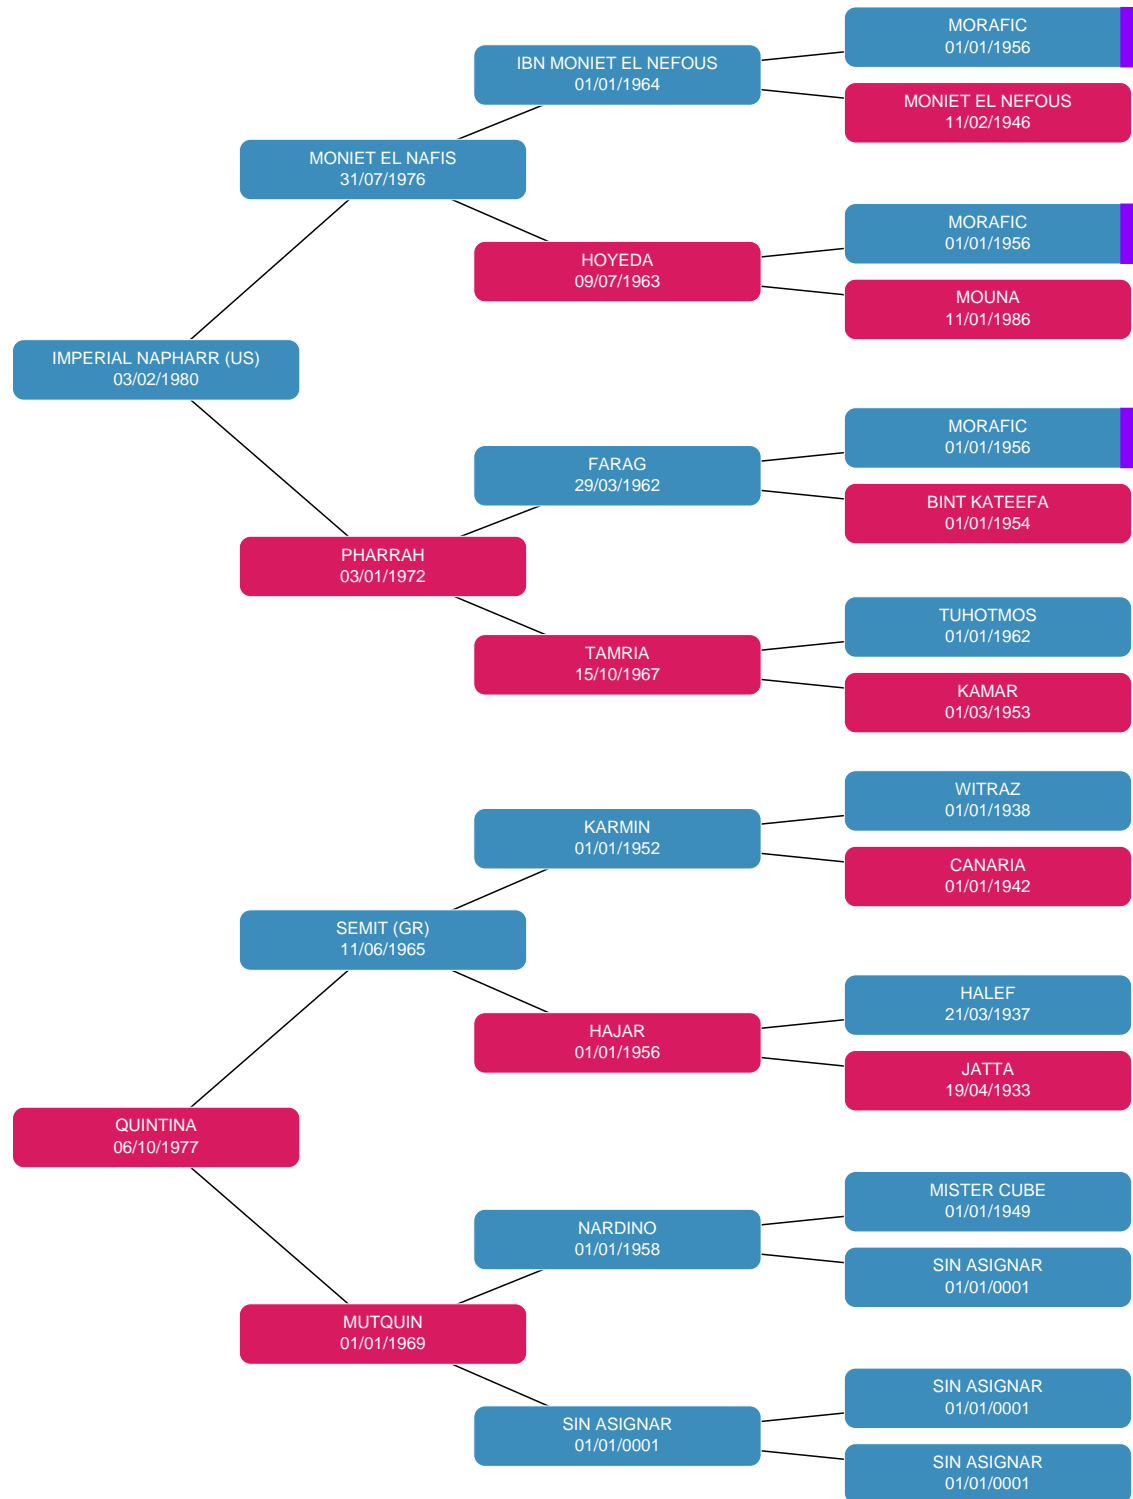 MORAFIC
01/01/1956
IBN MONIET EL NEFOUS
01/01/1964
MONIET EL NEFOUS
11/02/1946
MONIET EL NAFIS
31/07/1976
MORAFIC
01/01/1956
HOYEDA
09/07/1963
MOUNA
11/01/1986
IMPERIAL NAPHARR (US)
03/02/1980
MORAFIC
01/01/1956
FARAG
29/03/1962
BINT KATEEFA
01/01/1954
PHARRAH
03/01/1972
TUHOTMOS
01/01/1962
TAMRIA
15/10/1967
KAMAR
01/03/1953
WITRAZ
01/01/1938
KARMIN
01/01/1952
CANARIA
01/01/1942
SEMIT (GR)
11/06/1965
HALEF
21/03/1937
HAJAR
01/01/1956
JATTA
19/04/1933
QUINTINA
06/10/1977
MISTER CUBE
01/01/1949
NARDINO
01/01/1958
SIN ASIGNAR
01/01/0001
MUTQUIN
01/01/1969
SIN ASIGNAR
01/01/0001
SIN ASIGNAR
01/01/0001
SIN ASIGNAR
01/01/0001